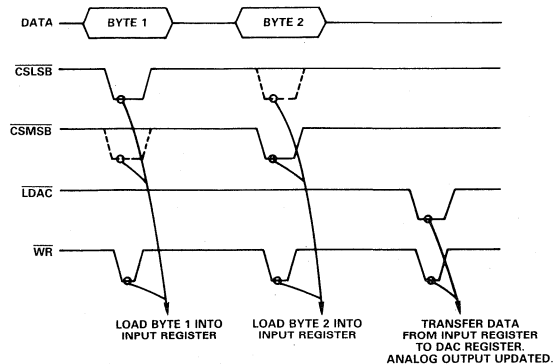 DATA
BYTE 1
BYTE 2
CSLSB
CSMSB
LDAC
WR
LOAD BYTE 1 INTO
INPUT REGISTER
LOAD BYTE 2 INTO
INPUT REGISTER
TRANSFER DATA
FROM INPUT REGISTER
TO DAC REGISTER.
ANALOG OUTPUT UPDATED.